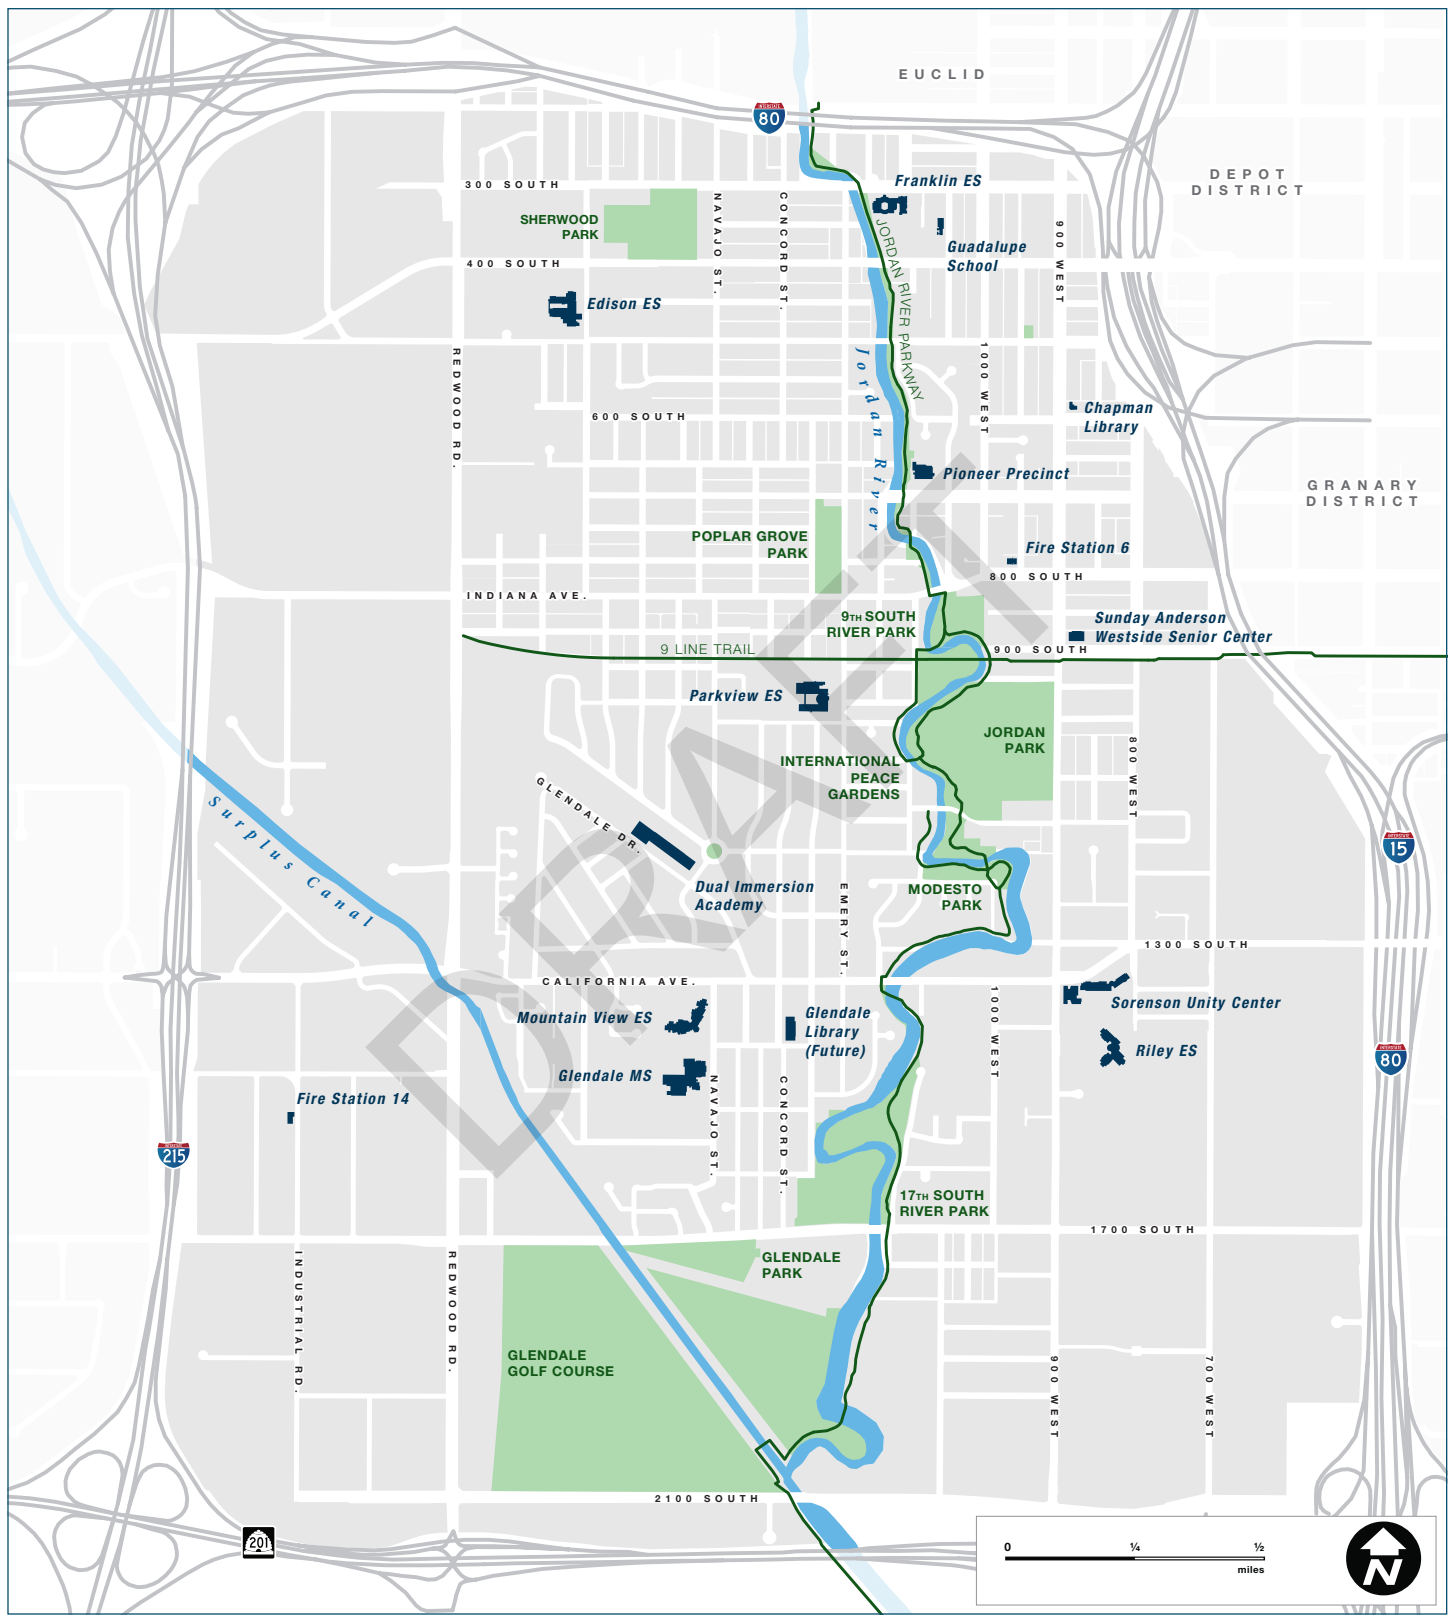 EUCLID
INTERSTATE
80
DEPOT
DISTRICT
Franklin ES
300 SOUTH
SHERWOOD
PARK
NAVAJO ST.
CONCORD ST.
JORDAN RIVER PARKWAY
Guadalupe
School
900 WEST
400 SOUTH
Edison ES
REDWOOD RD.
Jordan River
1000 WEST
Chapman
Library
600 SOUTH
Pioneer Precinct
GRANARY
DISTRICT
POPLAR GROVE
PARK
Fire Station 6
800 SOUTH
INDIANA AVE.
9TH SOUTH
RIVER PARK
Sunday Anderson
Westside Senior Center
9 LINE TRAIL
900 SOUTH
Parkview ES
JORDAN
PARK
800 WEST
INTERNATIONAL
PEACE
GARDENS
GLENDALE DR.
Surplus Canal
INTERSTATE
15
Dual Immersion
Academy
EMERY ST.
MODESTO
PARK
1300 SOUTH
CALIFORNIA AVE.
DRAFT
Mountain View ES
Glendale
Library
(Future)
1000 WEST
Sorenson Unity Center
Riley ES
INTERSTATE
80
Glendale MS
NAVAJO ST.
CONCORD ST.
Fire Station 14
INTERSTATE
215
17TH SOUTH
RIVER PARK
1700 SOUTH
INDUSTRIAL RD.
REDWOOD RD.
GLENDALE
PARK
GLENDALE
GOLF COURSE
900 WEST
700 WEST
2100 SOUTH
201
0 ¼ ½
miles
N